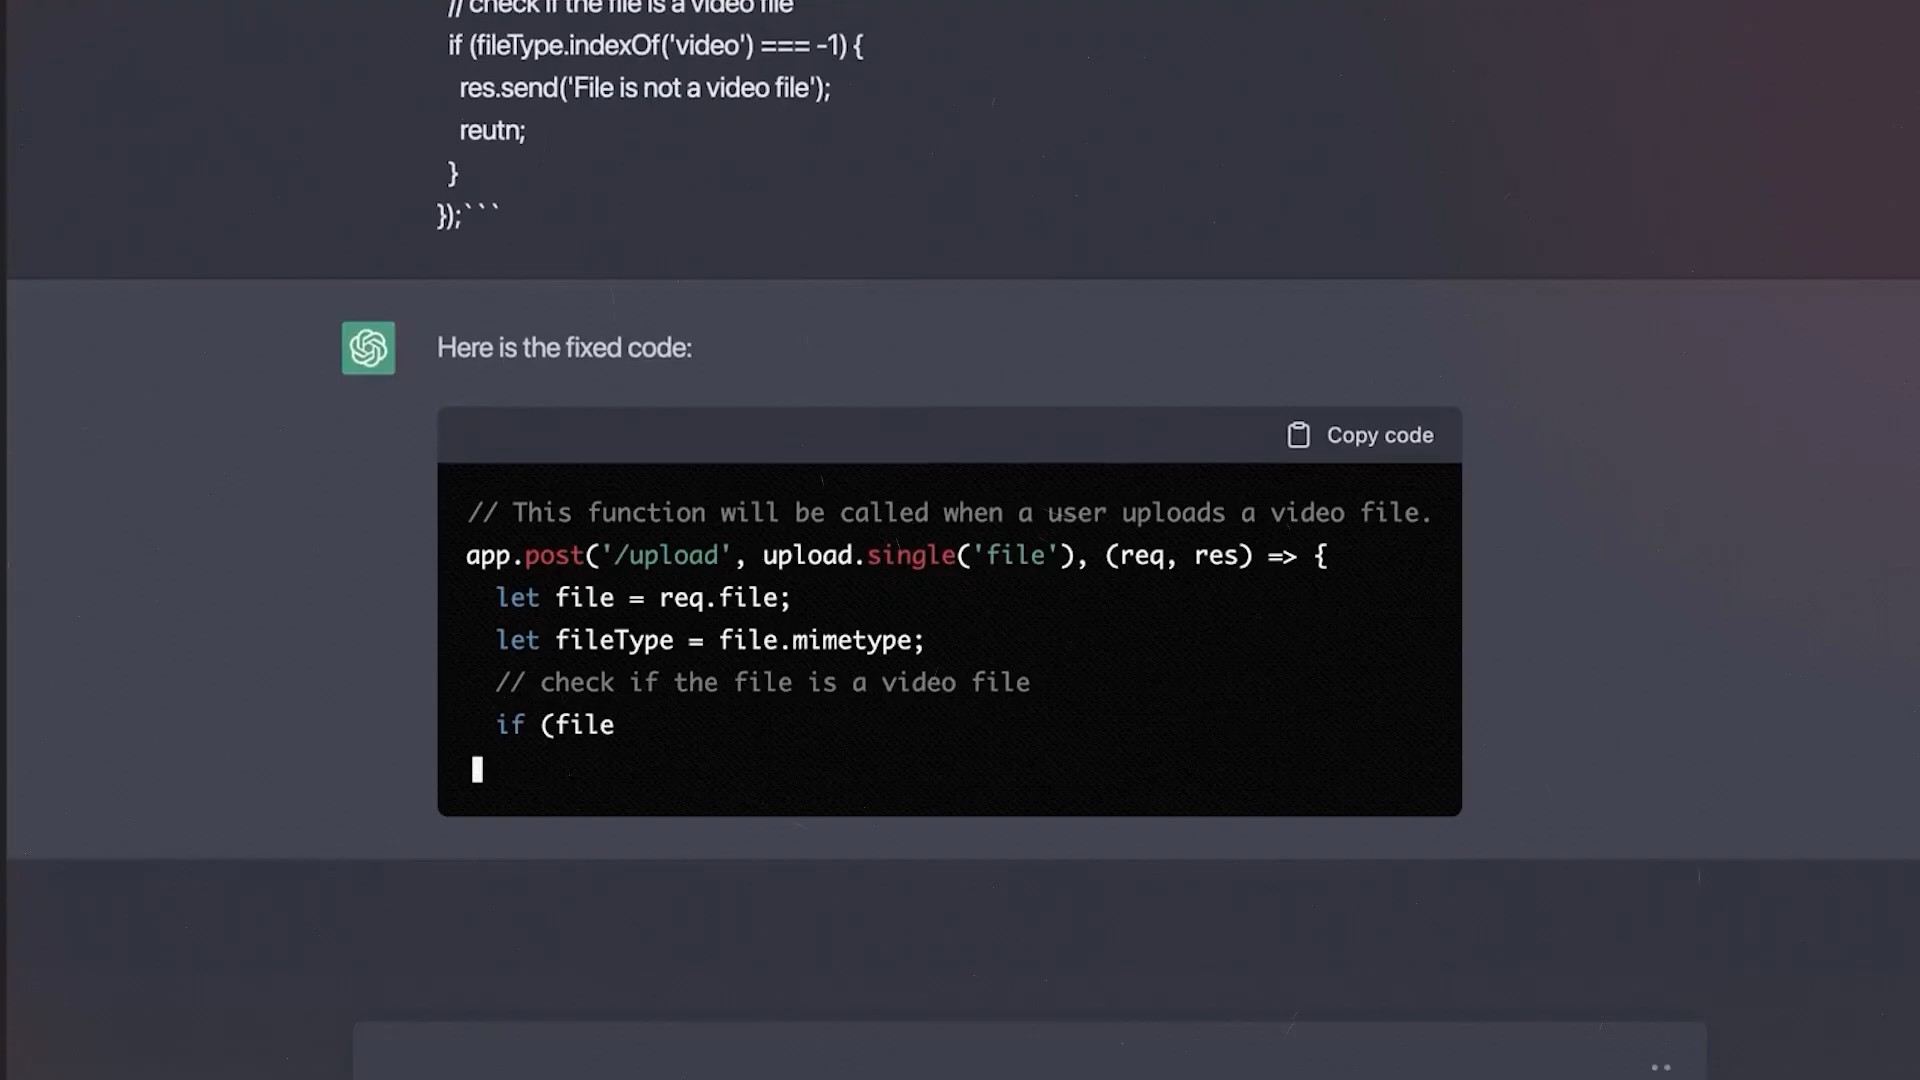 // check if the file is a video file
if (fileType.indexOf('video') === -1) {
res.send('File is not a video file');
reutn;
}
});```
Here is the fixed code:
Copy code
// This function will be called when a user uploads a video file.
app.post('/upload', upload.single('file'), (req, res) => {
let file = req.file;
let fileType = file.mimetype;
// check if the file is a video file
if (file